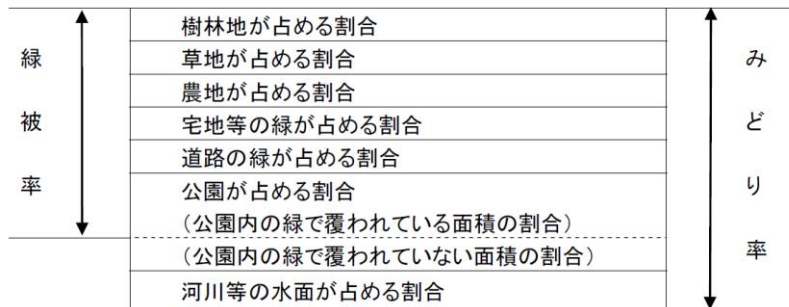 緑被率
樹林地が占める割合
草地が占める割合
農地が占める割合
宅地等の緑が占める割合
道路の緑が占める割合
公園が占める割合
（公園内の緑で覆われている面積の割合）
（公園内の緑で覆われていない面積の割合）
河川等の水面が占める割合
みどり率